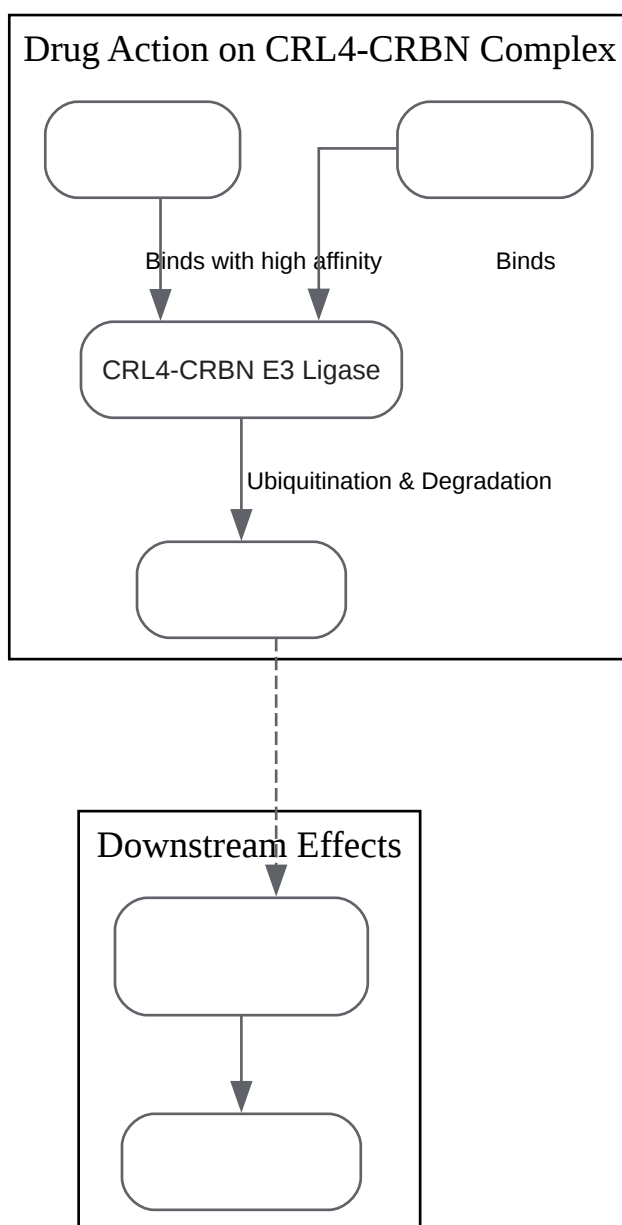 Drug Action on CRL4-CRBN Complex
Binds with high affinity
Binds
CRL4-CRBN E3 Ligase
Ubiquitination & Degradation
Downstream Effects